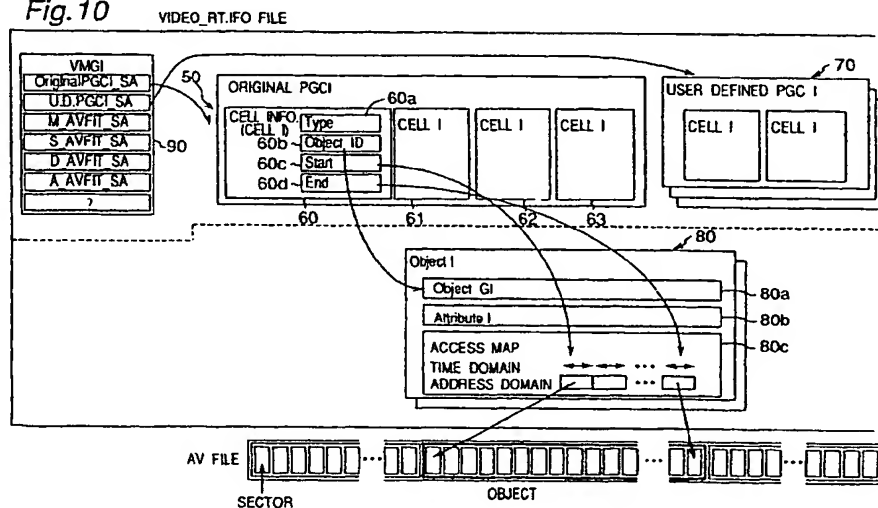 Fig. 10
VIDEO_RT.IFO FILE
VMGI
OriginalPGCI_SA
U.D.PGCI_SA
M_AVFIT_SA
S_AVFIT_SA
D_AVFIT_SA
A_AVFIT_SA
?
90
50
ORIGINAL PGCI
60a
CELL INFO.
(CELL I)
Type
60b
Object_ID
60c
Start
60d
End
CELL I
CELL I
CELL I
60
61
62
63
70
USER DEFINED PGC I
CELL I
CELL I
80
Object I
Object GI
80a
Attribute I
80b
ACCESS MAP
80c
TIME DOMAIN
...
ADDRESS DOMAIN
...
AV FILE
...
...
...
SECTOR
OBJECT